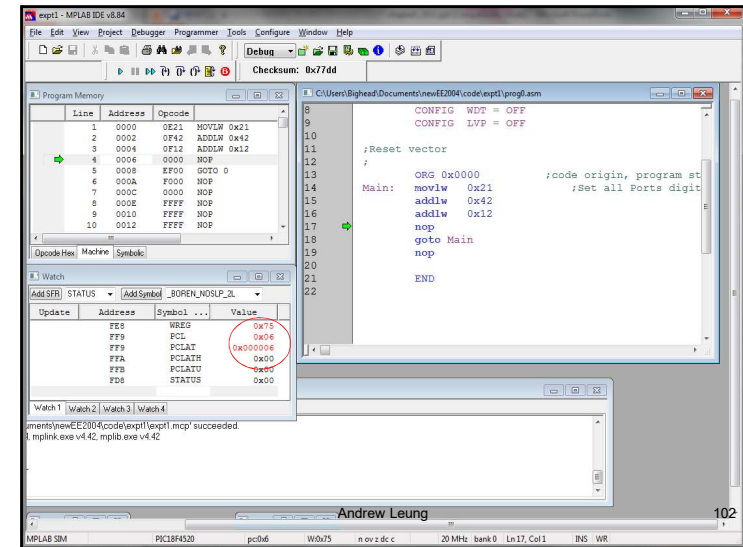 expt1 - MPLAB IDE v8.84
File Edit View Project Debugger Programmer Tools Configure Window Help
Debug
Checksum: 0x77dd
Program Memory
Line Address Opcode
1 0000 0E21 MOVLW 0x21
2 0002 0F42 ADDLW 0x42
3 0004 0F12 ADDLW 0x12
4 0006 0000 NOP
5 0008 EF00 GOTO 0
6 000A F000 NOP
7 000C 0000 NOP
8 000E FFFF NOP
9 0010 FFFF NOP
10 0012 FFFF NOP
Opcode Hex Machine Symbolic
Watch
Add SFR STATUS Add Symbol _BOREN_NOSLP_2L
Update Address Symbol ... Value
FE8 WREG 0x75
FF9 PCL 0x06
FF9 PCLAT 0x000006
FFA PCLATH 0x00
FFB PCLATU 0x00
FD8 STATUS 0x00
Watch 1 Watch 2 Watch 3 Watch 4
C:\Users\Bighead\Documents\newEE2004\code\expt1\prog0.asm
8 CONFIG WDT = OFF
9 CONFIG LVP = OFF
10
11 ;Reset vector
12 ;
13 ORG 0x0000 ;code origin, program st
14 Main: movlw 0x21 ;Set all Ports digit
15 addlw 0x42
16 addlw 0x12
17 nop
18 goto Main
19 nop
20
21 END
22
uments\newEE2004\code\expt1\expt1.mcp' succeeded.
, mplink.exe v4.42, mplib.exe v4.42
Andrew Leung
102
MPLAB SIM PIC18F4520 pc:0x6 W:0x75 n ov z dc c 20 MHz bank 0 Ln 17, Col 1 INS WR